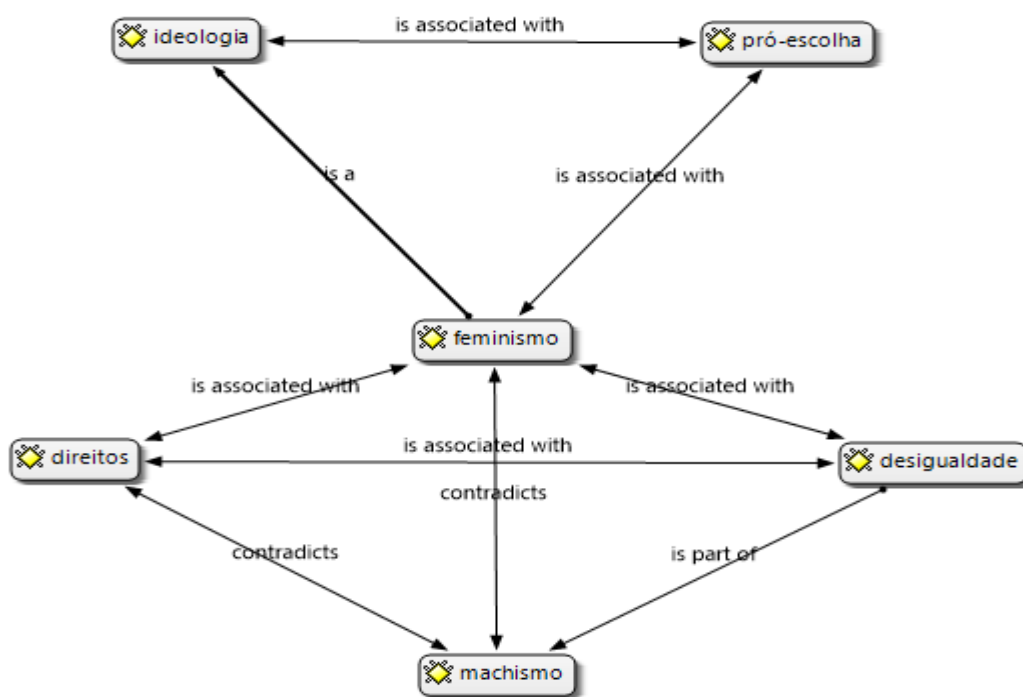 is associated with
ideologia
pró-escolha
is a
is associated with
feminismo
is associated with
is associated with
is associated with
direitos
desigualdade
contradicts
contradicts
is part of
machismo